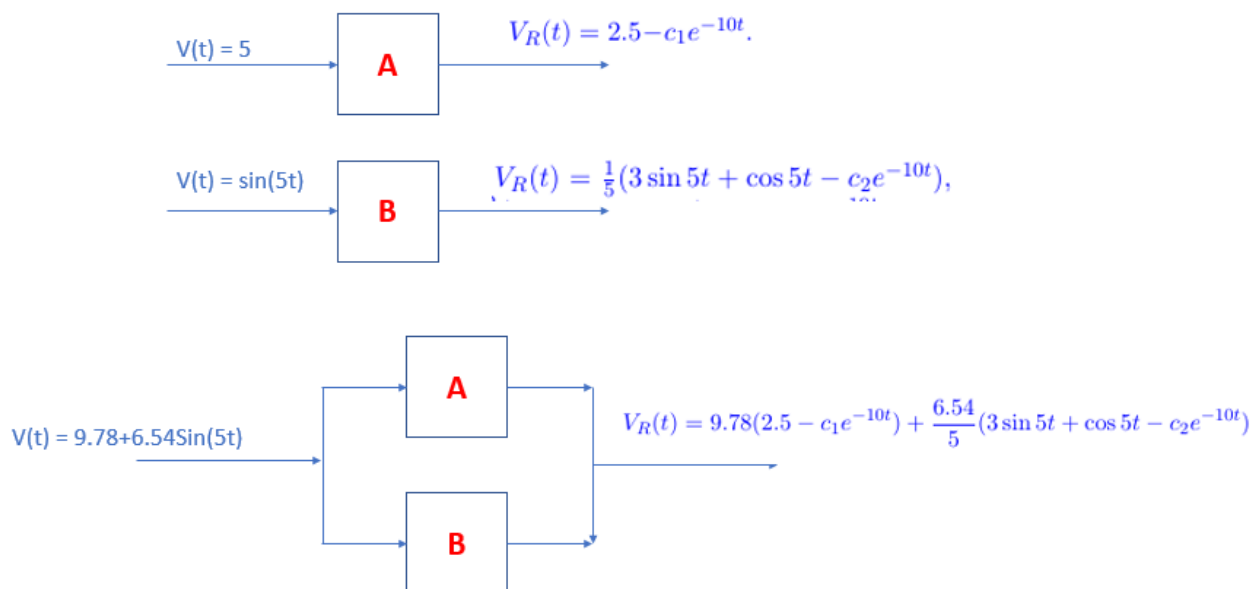 V(t) = 5
A
V_R(t) = 2.5−c_1e^{−10t}.
V(t) = sin(5t)
B
V_R(t) = \frac{1}{5}(3 sin 5t + cos 5t − c_2e^{−10t}),
A
V(t) = 9.78+6.54Sin(5t)
V_R(t) = 9.78(2.5 − c_1e^{−10t}) + \frac{6.54}{5}(3 sin 5t + cos 5t − c_2e^{−10t})
B